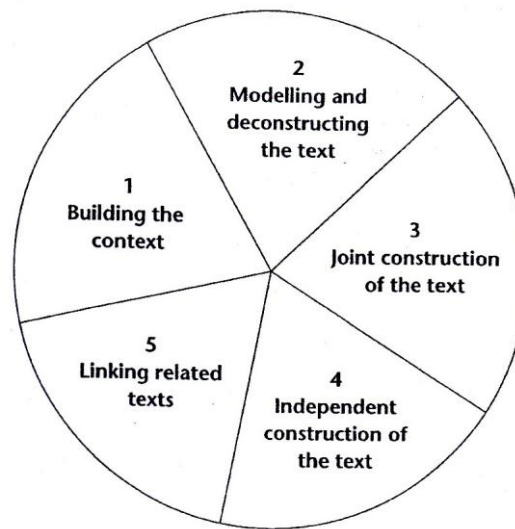 1
Building the
context
2
Modelling and
deconstructing
the text
3
Joint construction
of the text
4
Independent
construction of
the text
5
Linking related
texts